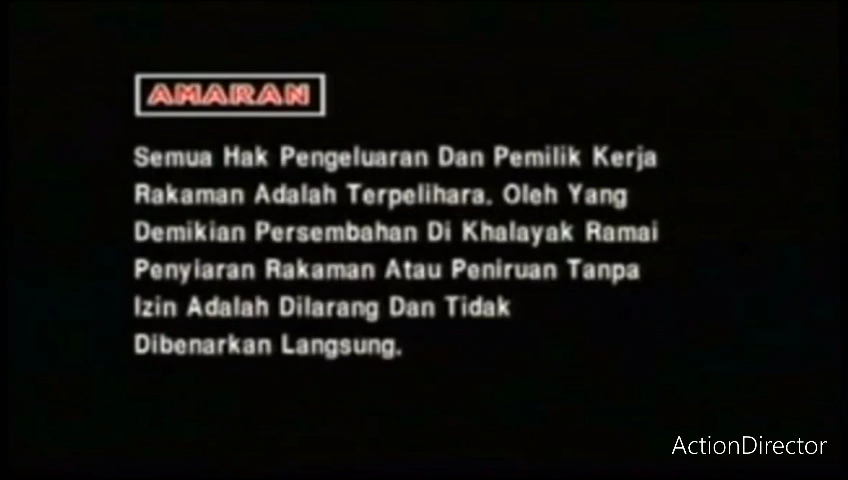 AMARAN
Semua Hak Pengeluaran Dan Pemilik Kerja
Rakaman Adalah Terpelihara. Oleh Yang
Demikian Persembahan Di Khalayak Ramai
Penyiaran Rakaman Atau Peniruan Tanpa
Izin Adalah Dilarang Dan Tidak
Dibenarkan Langsung.
ActionDirector